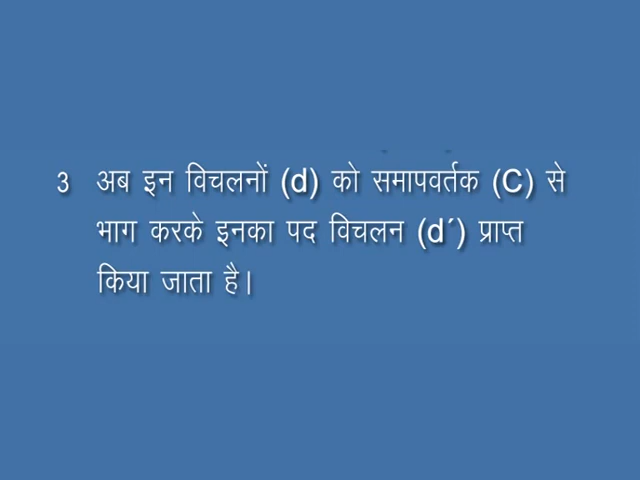 3 अब इन विचलनों (d) को समापवर्तक (C) से
भाग करके इनका पद विचलन (d´) प्राप्त
किया जाता है।